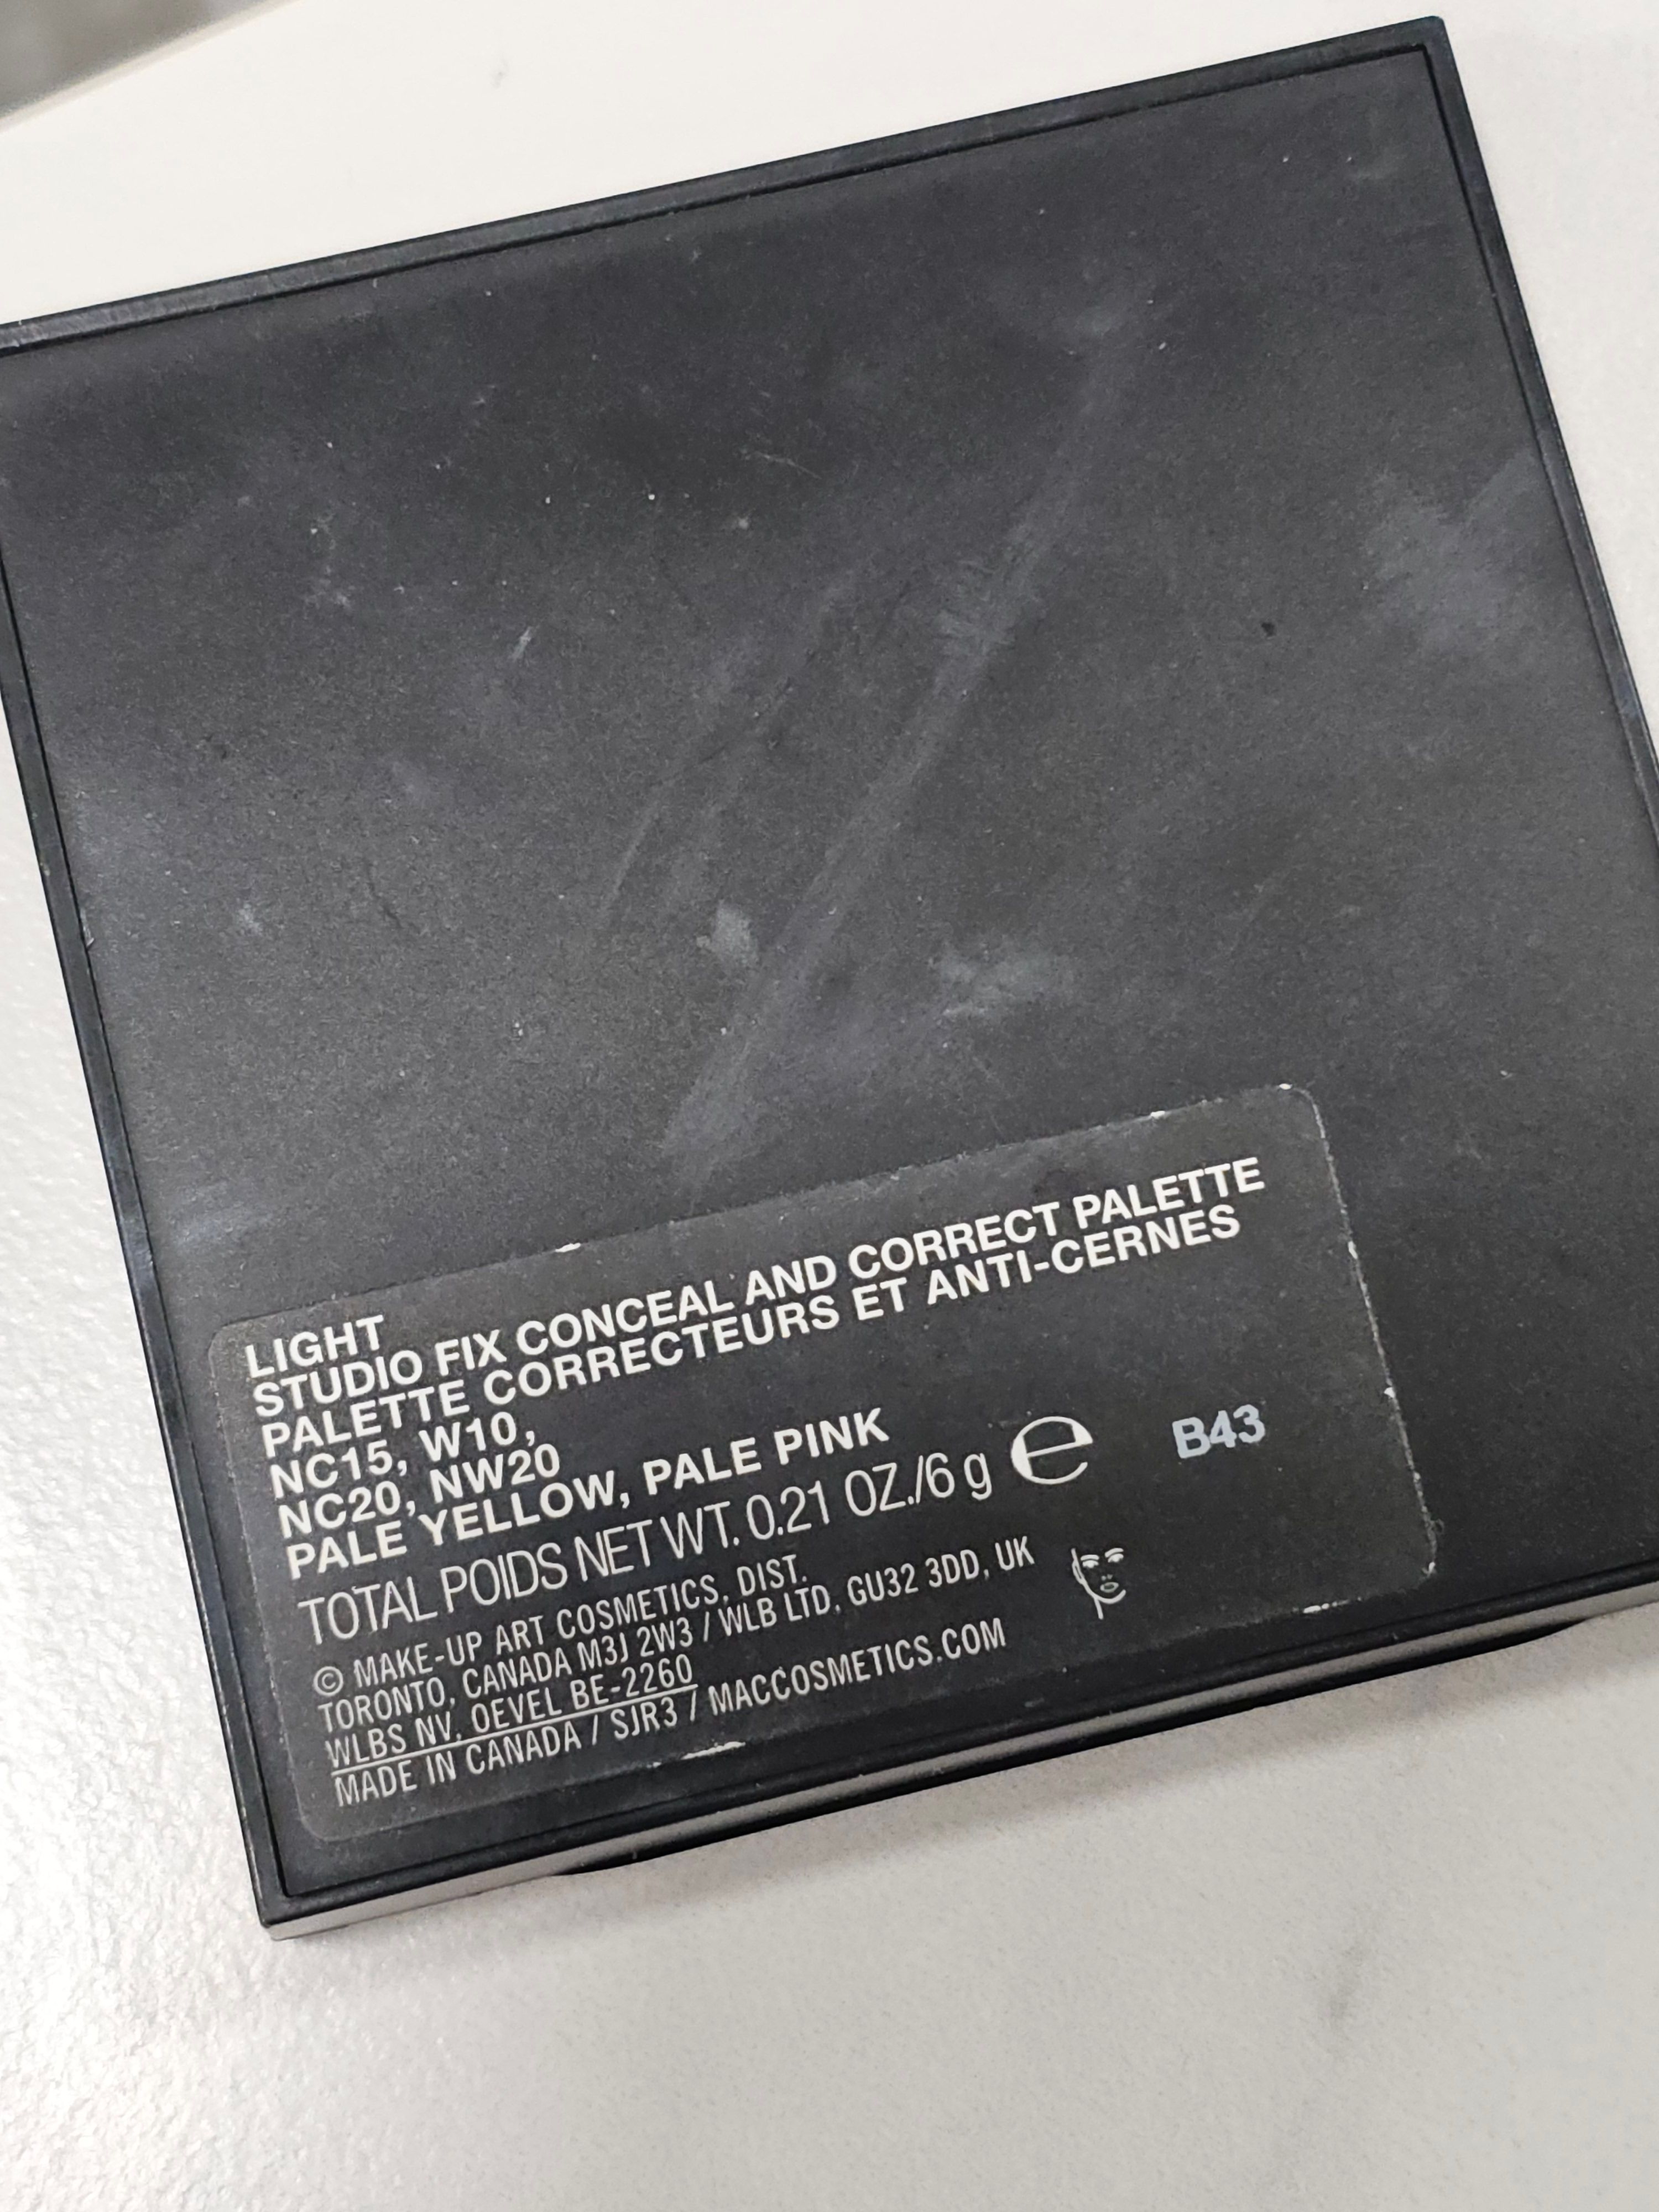 LIGHT
STUDIO FIX CONCEAL AND CORRECT PALETTE
PALETTE CORRECTEURS ET ANTI-CERNES
NC15, W10,
NC20, NW20
PALE YELLOW, PALE PINK
TOTAL POIDS NET WT. 0.21 OZ./6 g ℮
B43
© MAKE-UP ART COSMETICS, DIST.
TORONTO, CANADA M3J 2W3 / WLB LTD, GU32 3DD, UK
WLBS NV, OEVEL BE-2260
MADE IN CANADA / SJR3 / MACCOSMETICS.COM